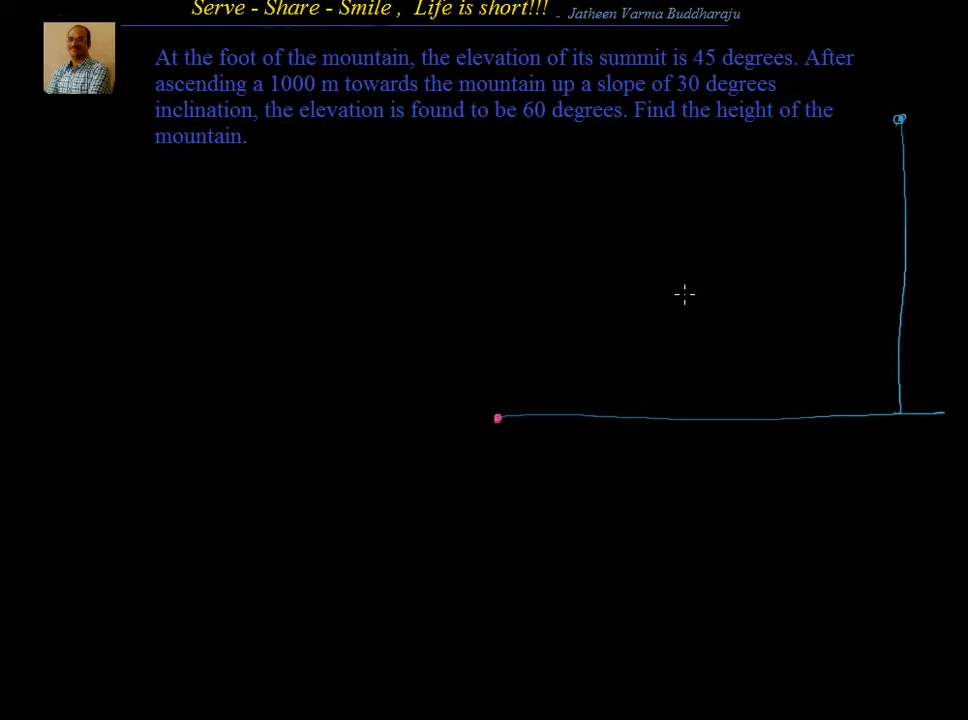 Serve - Share - Smile , Life is short!!! - Jatheen Varma Buddharaju
At the foot of the mountain, the elevation of its summit is 45 degrees. After
ascending a 1000 m towards the mountain up a slope of 30 degrees
inclination, the elevation is found to be 60 degrees. Find the height of the
mountain.